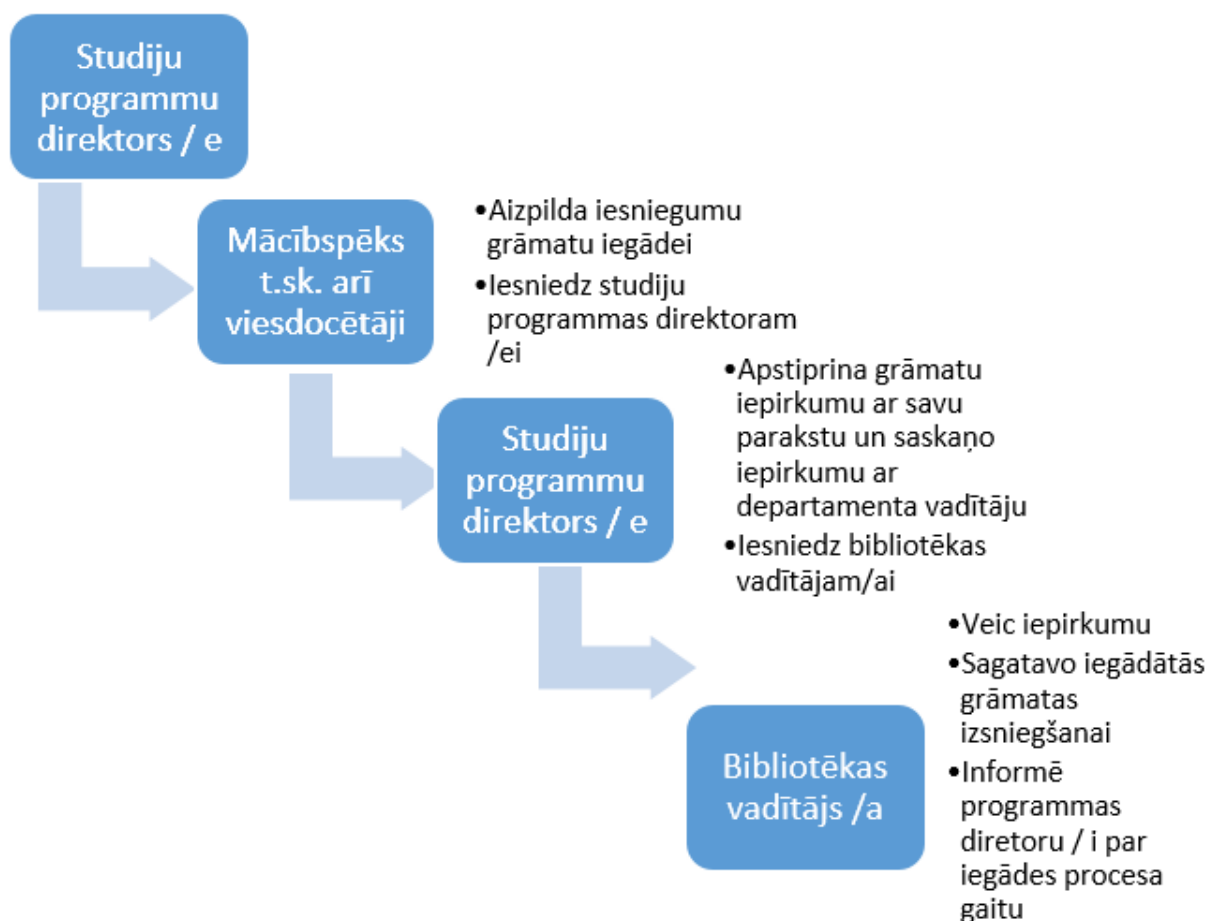 Studiju
programmu
direktors / e
Mācībspēks
t.sk. arī
viesdocētāji
•Aizpilda iesniegumu
grāmatu iegādei
•Iesniedz studiju
programmas direktoram
/ei
Studiju
programmu
direktors / e
•Apstiprina grāmatu
iepirkumu ar savu
parakstu un saskaņo
iepirkumu ar
departamenta vadītāju
•Iesniedz bibliotēkas
vadītājam/ai
Bibliotēkas
vadītājs /a
•Veic iepirkumu
•Sagatavo iegādātās
grāmatas
izsniegšanai
•Informē
programmas
diretoru / i par
iegādes procesa
gaitu